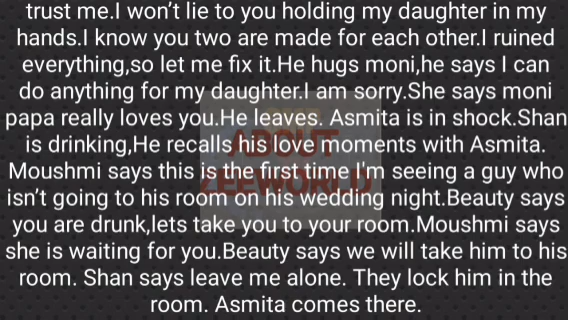 trust me.I won't lie to you holding my daughter in my
hands.I know you two are made for each other.I ruined
everything,so let me fix it.He hugs moni,he says I can
do anything for my daughter.I am sorry.She says moni
papa really loves you.He leaves. Asmita is in shock.Shan
is drinking,He recalls his love moments with Asmita.
Moushmi says this is the first time I'm seeing a guy who
isn't going to his room on his wedding night.Beauty says
you are drunk,lets take you to your room.Moushmi says
she is waiting for you.Beauty says we will take him to his
room. Shan says leave me alone. They lock him in the
room. Asmita comes there.
ABOUT
ZEEWORLD